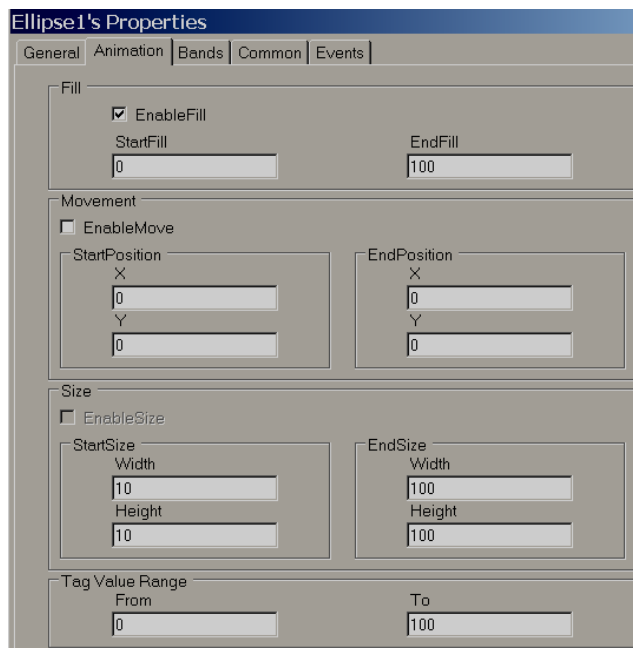 Ellipse1's Properties
General Animation Bands Common Events
Fill
EnableFill
StartFill EndFill
0 100
Movement
EnableMove
StartPosition EndPosition
X X
0 0
Y Y
0 0
Size
EnableSize
StartSize EndSize
Width Width
10 100
Height Height
10 100
Tag Value Range
From To
0 100